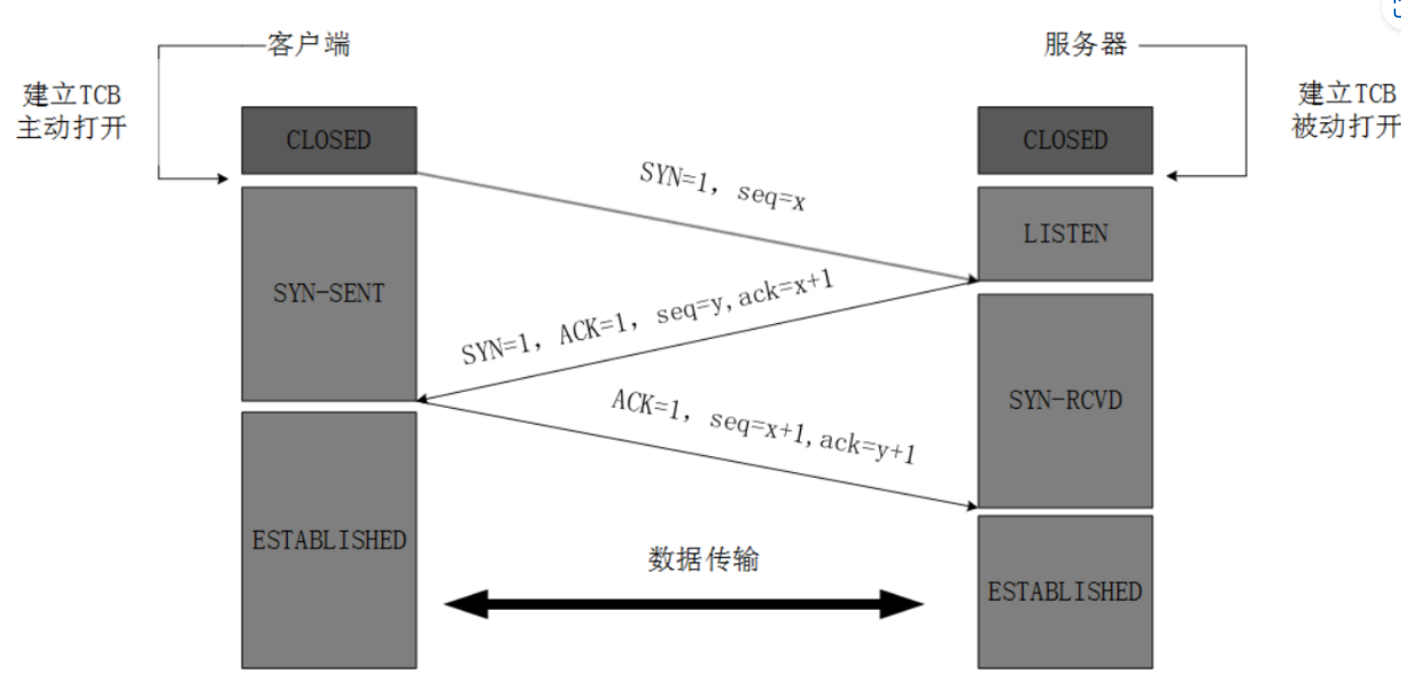 客户端
服务器
建立TCB
主动打开
建立TCB
被动打开
CLOSED
CLOSED
SYN=1, seq=x
LISTEN
SYN-SENT
SYN=1, ACK=1, seq=y,ack=x+1
ACK=1, seq=x+1,ack=y+1
SYN-RCVD
ESTABLISHED
数据传输
ESTABLISHED